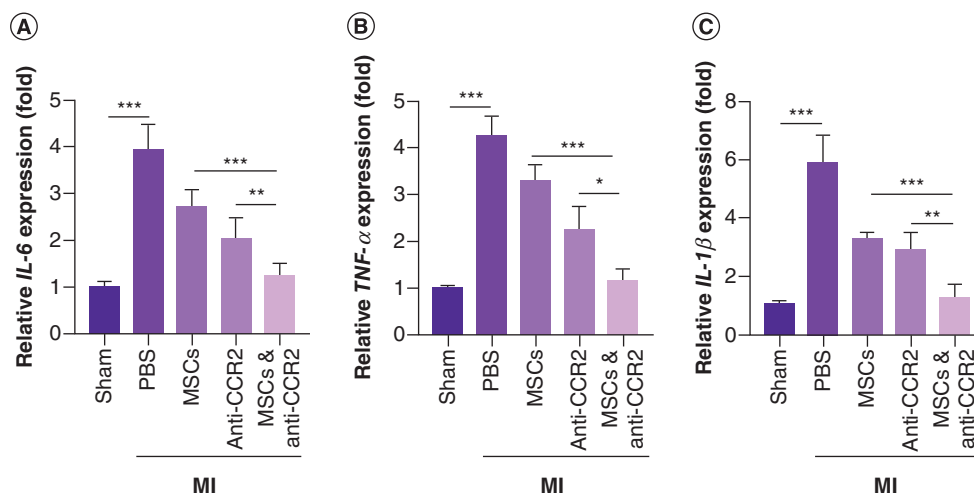 A
Relative IL-6 expression (fold)
5
4
3
2
1
0
***
***
**
Sham
PBS
MSCs
Anti-CCR2
MSCs &
anti-CCR2
MI
B
Relative TNF-α expression (fold)
5
4
3
2
1
0
***
***
*
Sham
PBS
MSCs
Anti-CCR2
MSCs &
anti-CCR2
MI
C
Relative IL-1β expression (fold)
8
6
4
2
0
***
***
**
Sham
PBS
MSCs
Anti-CCR2
MSCs &
anti-CCR2
MI